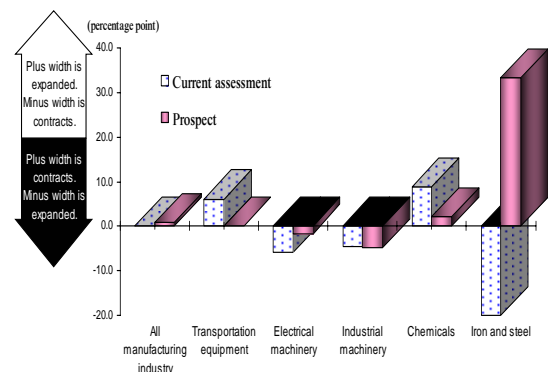 (percentage point)
Plus width is
expanded.
Minus width is
contracts.
Plus width is
contracts.
Minus width is
expanded.
40.0
30.0
20.0
10.0
0.0
-10.0
-20.0
Current assessment
Prospect
All
manufacturing
industry
Transportation
equipment
Electrical
machinery
Industrial
machinery
Chemicals
Iron and steel